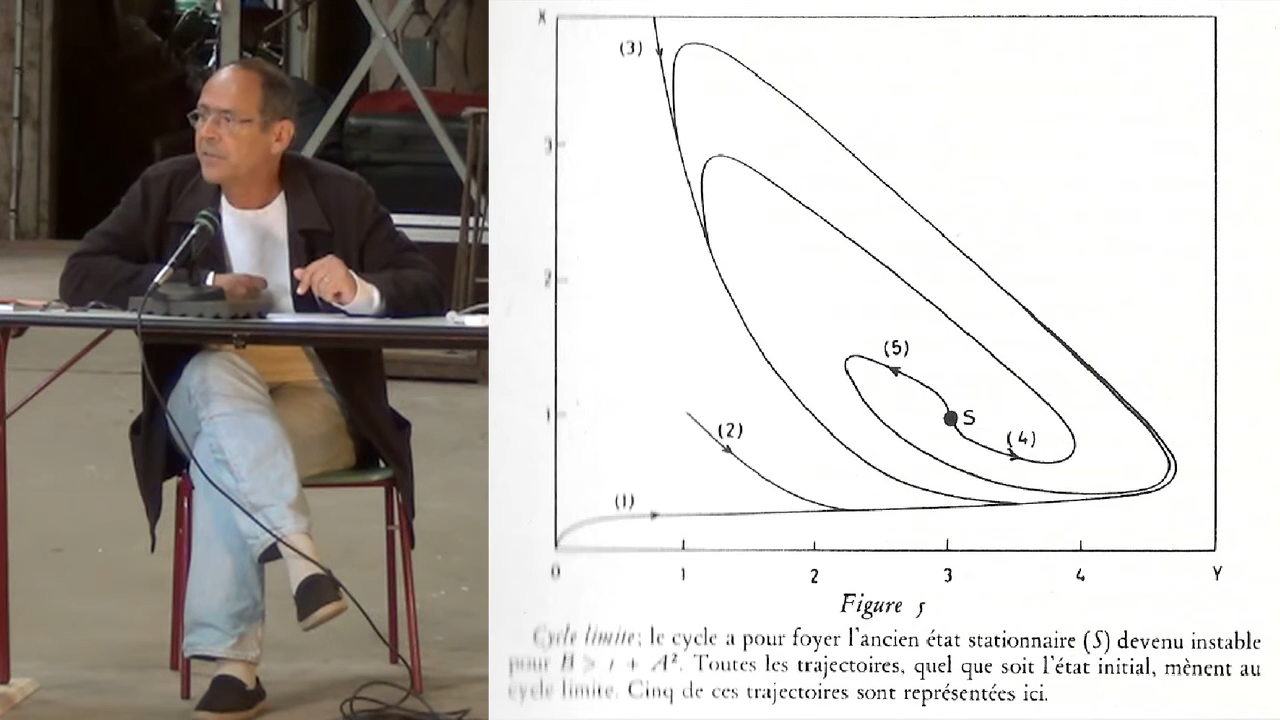 X
(3)
3
2
(5)
1
S
(2)
(4)
(1)
0 1 2 3 4 Y
Figure 5
Cycle limite; le cycle a pour foyer l'ancien état stationnaire (S) devenu instable
pour B > 1 + A². Toutes les trajectoires, quel que soit l'état initial, mènent au
cycle limite. Cinq de ces trajectoires sont représentées ici.